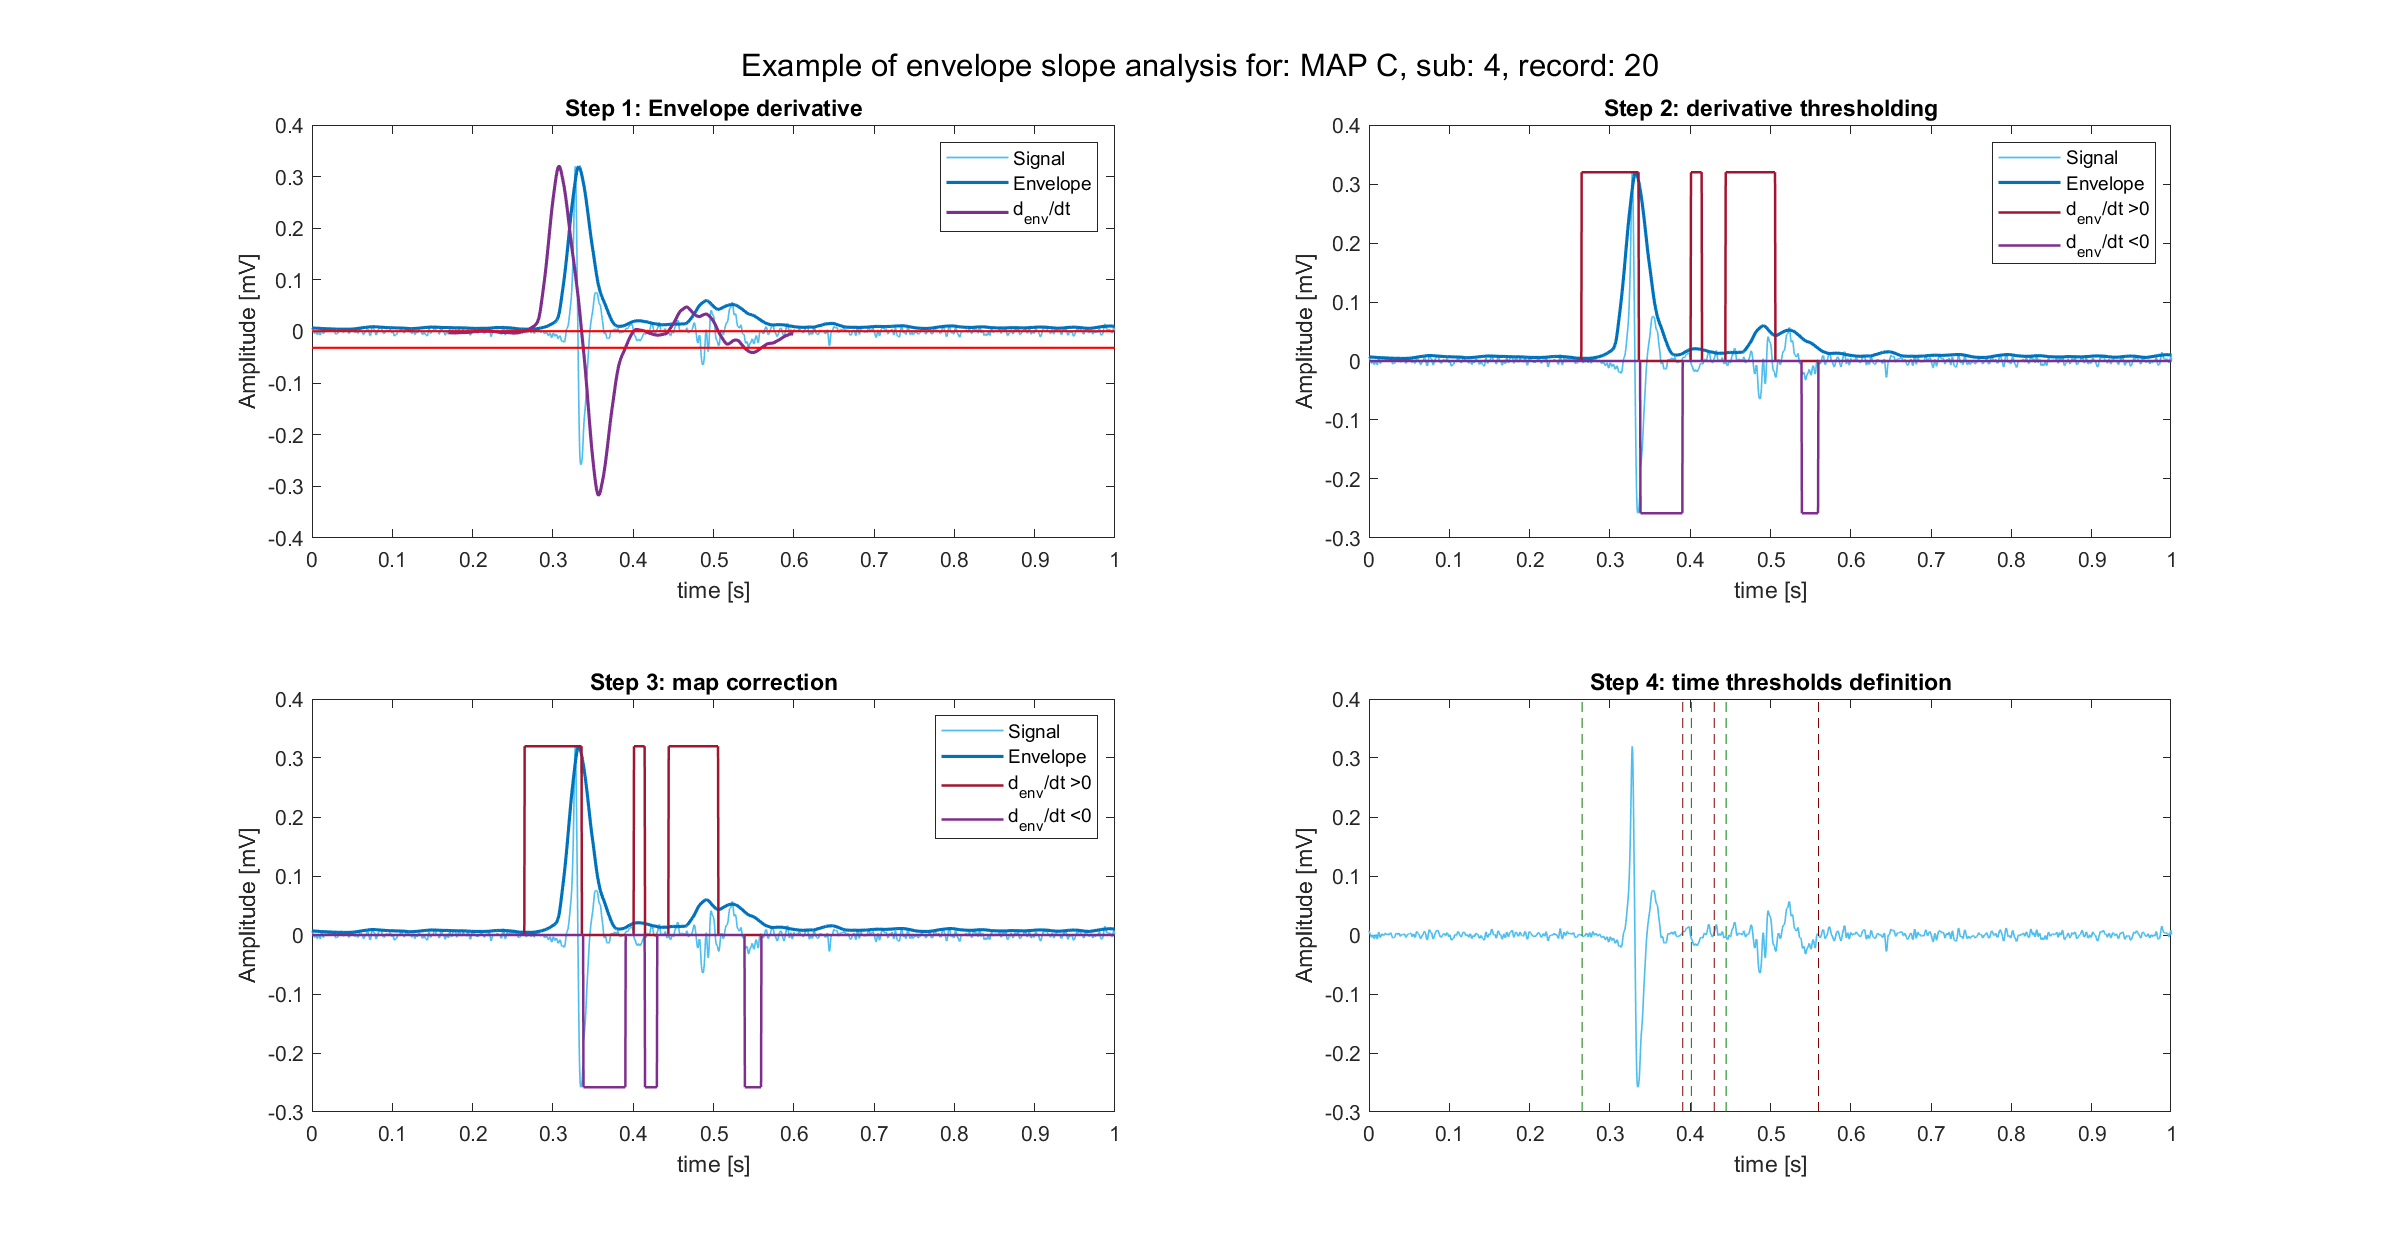 Example of envelope slope analysis for: MAP C, sub: 4, record: 20
Step 1: Envelope derivative
0.4
0.3
0.2
0.1
0
-0.1
-0.2
-0.3
-0.4
Amplitude [mV]
0 0.1 0.2 0.3 0.4 0.5 0.6 0.7 0.8 0.9 1
time [s]
Signal
Envelope
d_env/dt
Step 2: derivative thresholding
0.4
0.3
0.2
0.1
0
-0.1
-0.2
-0.3
Amplitude [mV]
0 0.1 0.2 0.3 0.4 0.5 0.6 0.7 0.8 0.9 1
time [s]
Signal
Envelope
d_env/dt >0
d_env/dt <0
Step 3: map correction
0.4
0.3
0.2
0.1
0
-0.1
-0.2
-0.3
Amplitude [mV]
0 0.1 0.2 0.3 0.4 0.5 0.6 0.7 0.8 0.9 1
time [s]
Signal
Envelope
d_env/dt >0
d_env/dt <0
Step 4: time thresholds definition
0.4
0.3
0.2
0.1
0
-0.1
-0.2
-0.3
Amplitude [mV]
0 0.1 0.2 0.3 0.4 0.5 0.6 0.7 0.8 0.9 1
time [s]